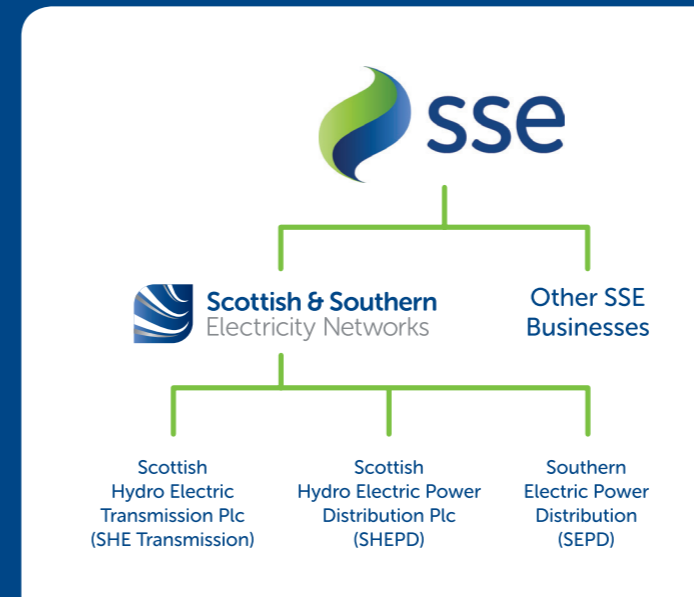 sse
Scottish & Southern
Electricity Networks
Other SSE
Businesses
Scottish
Hydro Electric
Transmission Plc
(SHE Transmission)
Scottish
Hydro Electric Power
Distribution Plc
(SHEPD)
Southern
Electric Power
Distribution
(SEPD)